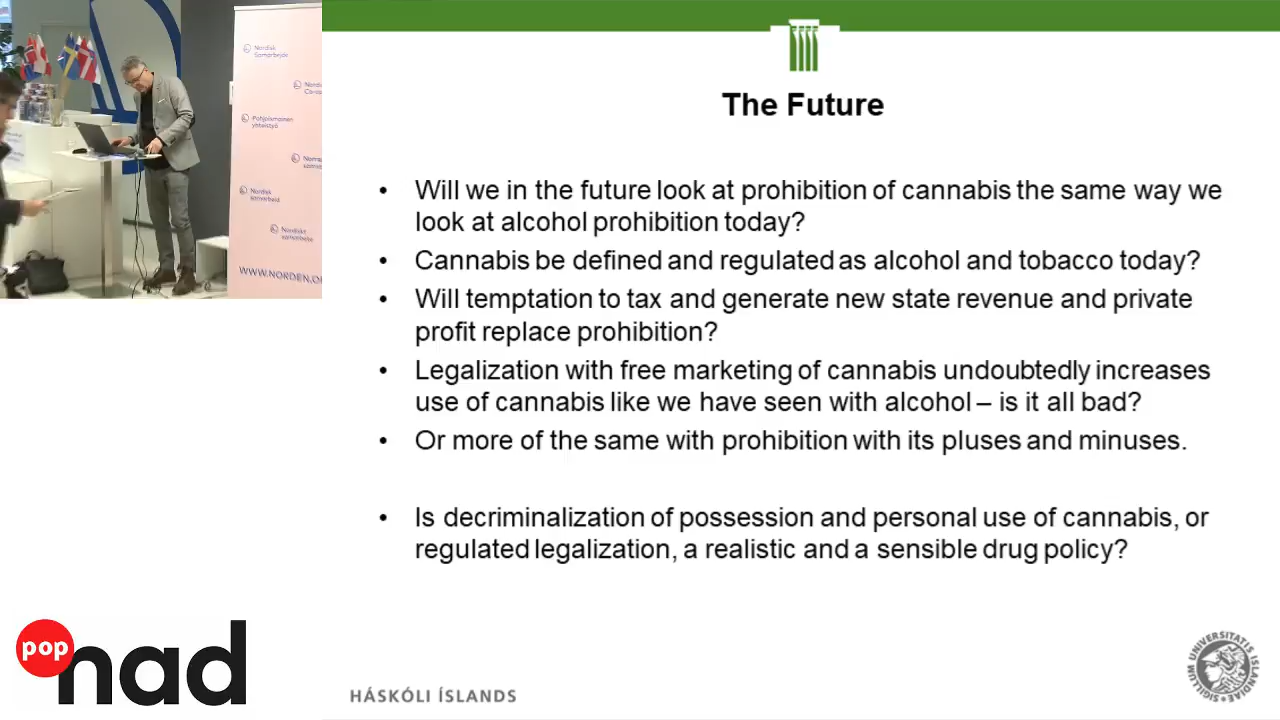 The Future
• Will we in the future look at prohibition of cannabis the same way we
look at alcohol prohibition today?
• Cannabis be defined and regulated as alcohol and tobacco today?
• Will temptation to tax and generate new state revenue and private
profit replace prohibition?
• Legalization with free marketing of cannabis undoubtedly increases
use of cannabis like we have seen with alcohol – is it all bad?
• Or more of the same with prohibition with its pluses and minuses.
• Is decriminalization of possession and personal use of cannabis, or
regulated legalization, a realistic and a sensible drug policy?
HÁSKÓLI ÍSLANDS
SIGILLUM UNIVERSITATIS ISLANDIAE
pop
nad
Nordisk
Samarbejde
Pohjoismainen
yhteistyö
Nordisk
WWW.NORDEN.O